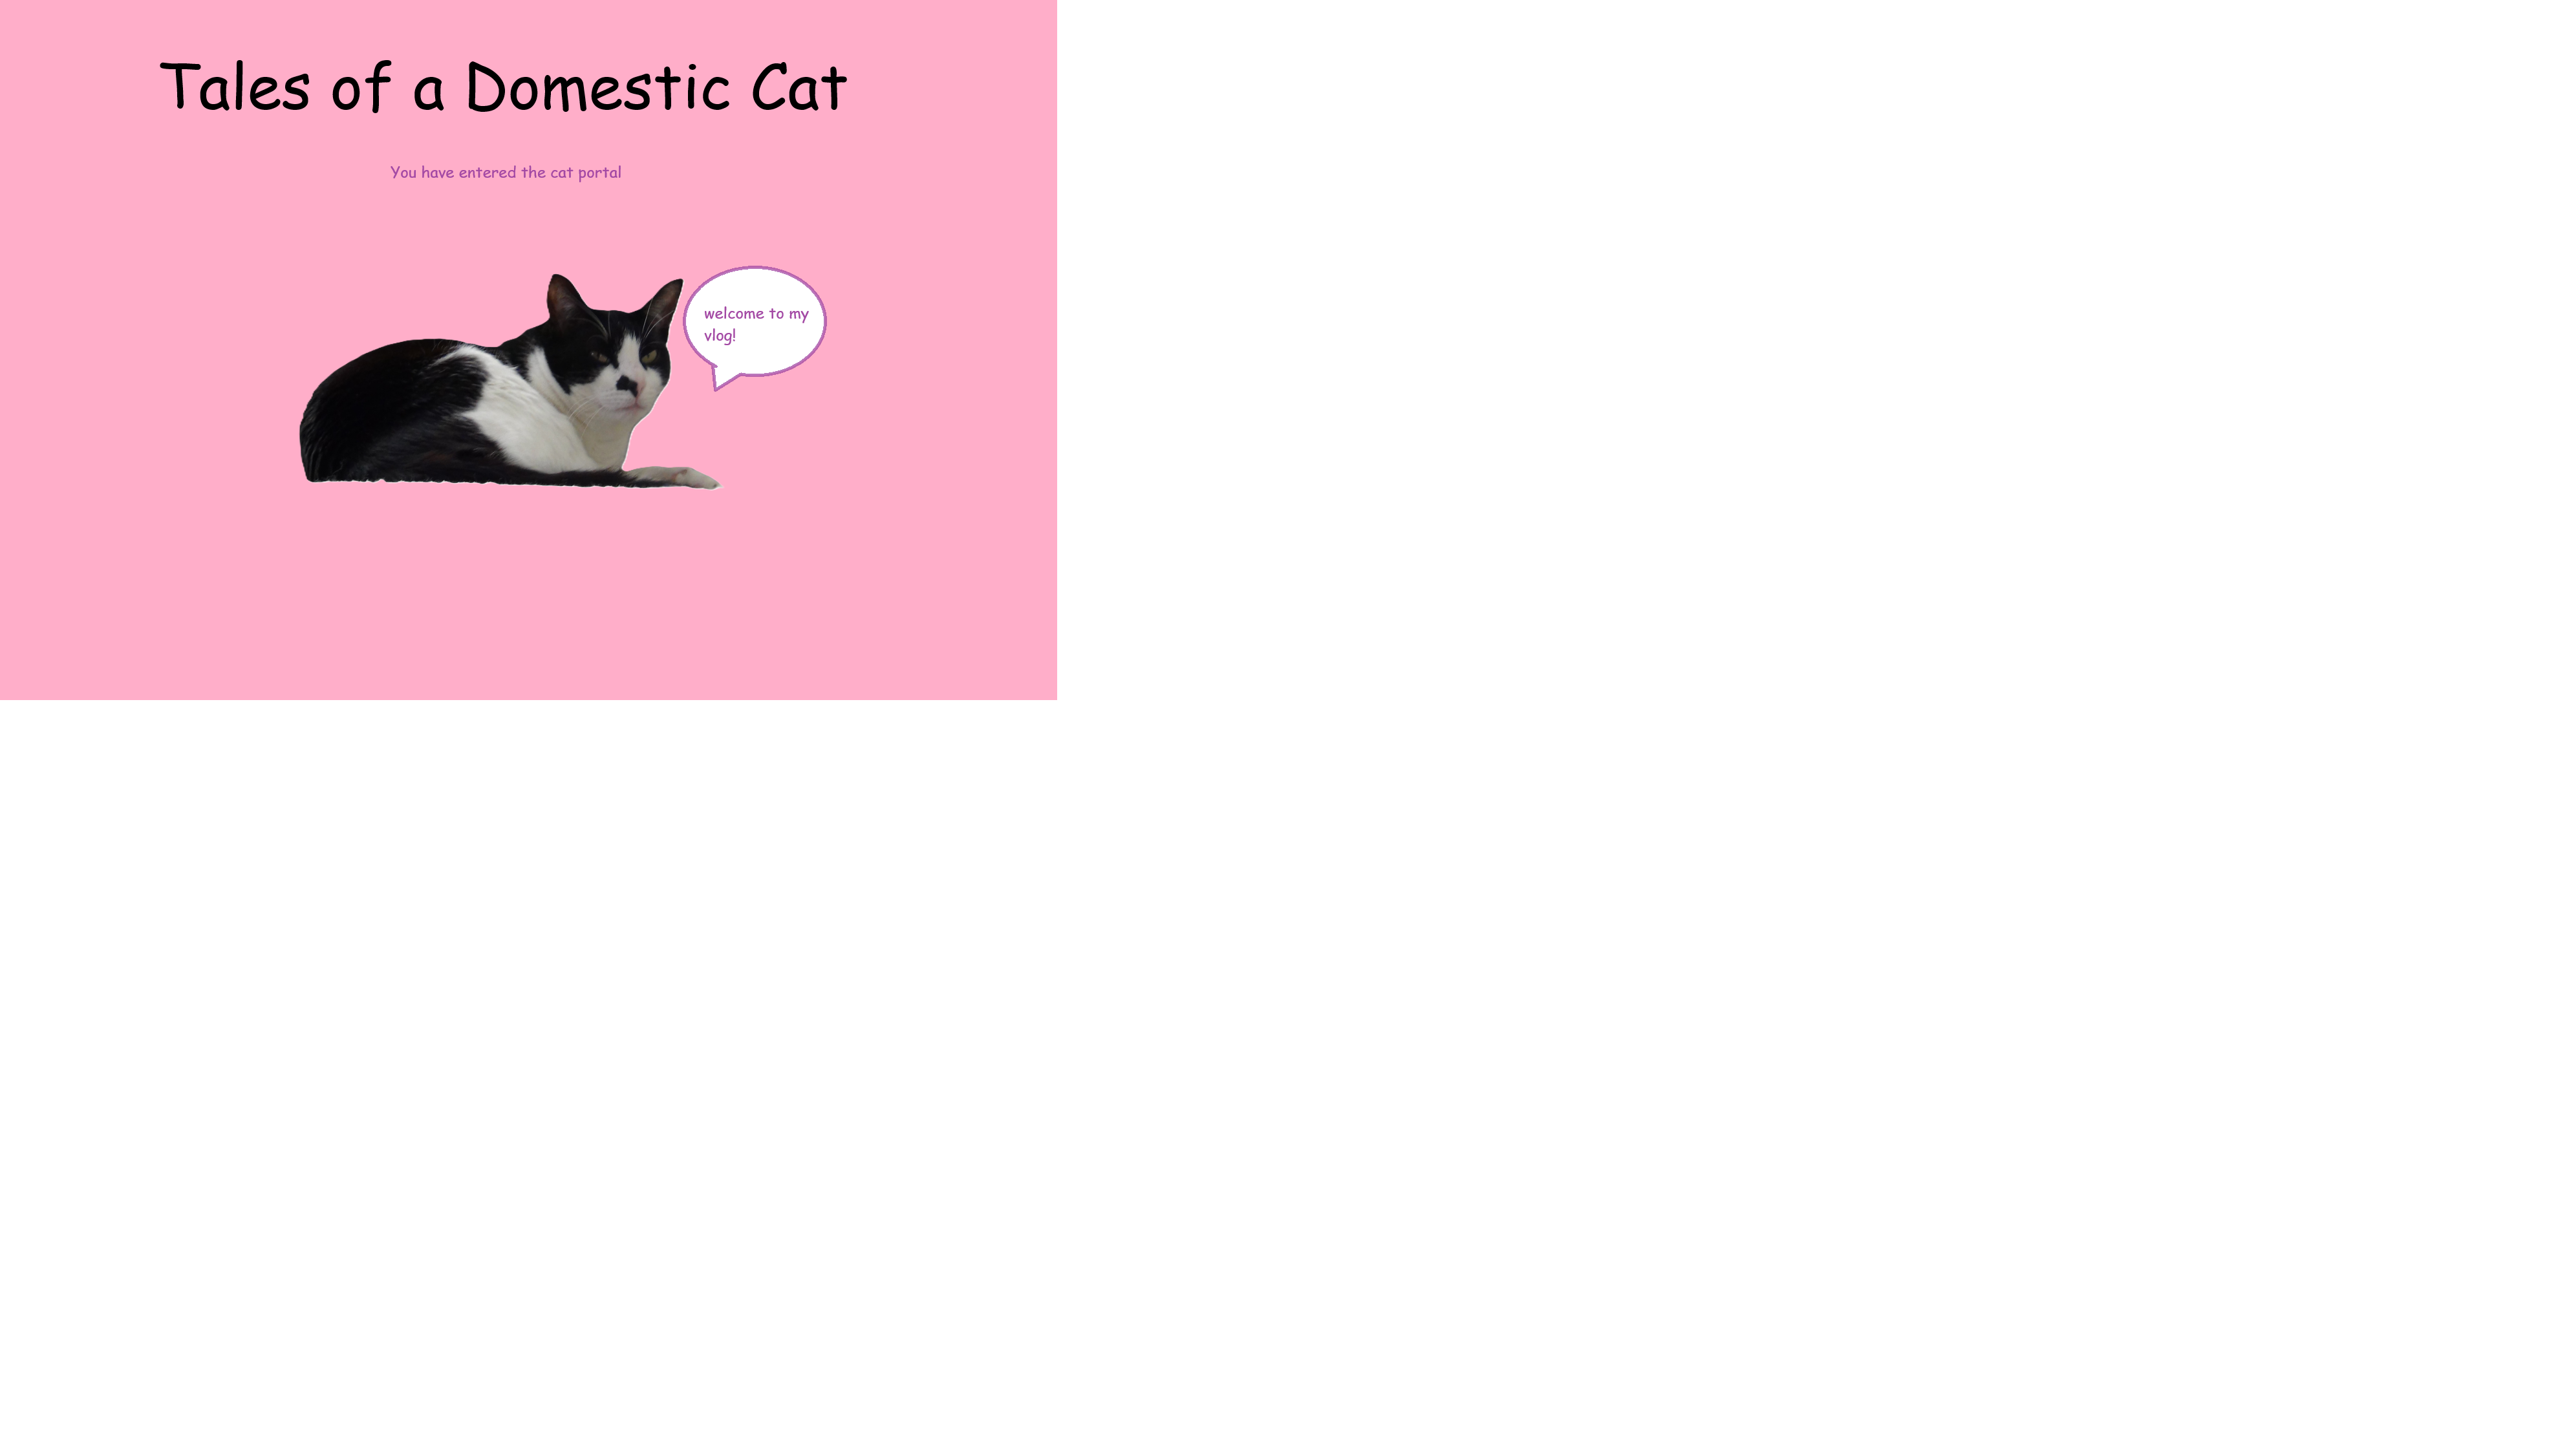 Tales of a Domestic Cat
You have entered the cat portal
welcome to my
vlog!